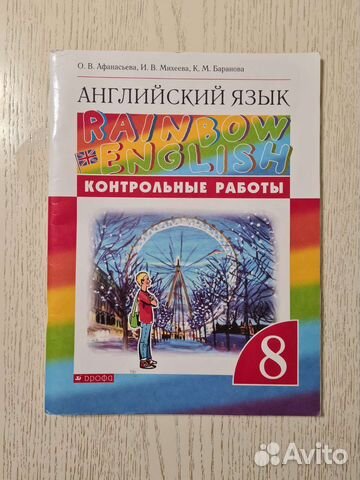 О. В. Афанасьева, И. В. Михеева, К. М. Баранова
АНГЛИЙСКИЙ ЯЗЫК
RAINBOW
ENGLISH
КОНТРОЛЬНЫЕ РАБОТЫ
8
дрофа
Avito